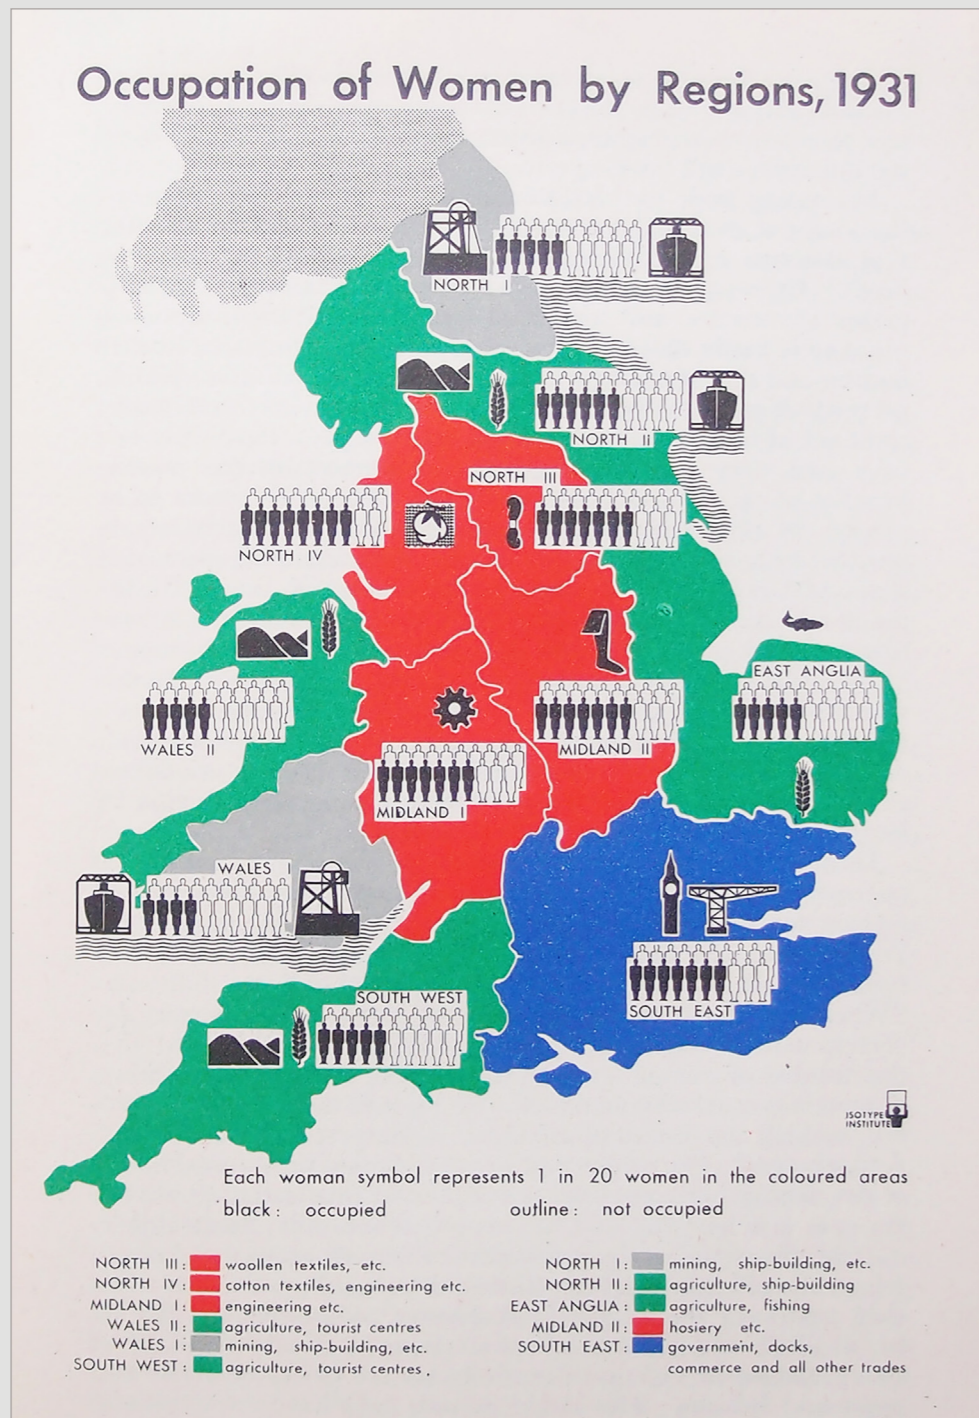 Occupation of Women by Regions, 1931
NORTH I
NORTH II
NORTH III
NORTH IV
EAST ANGLIA
WALES II
MIDLAND II
MIDLAND I
WALES I
SOUTH WEST
SOUTH EAST
ISOTYPE
INSTITUTE
Each woman symbol represents 1 in 20 women in the coloured areas
black: occupied outline: not occupied
NORTH III: woollen textiles, etc.
NORTH IV: cotton textiles, engineering etc.
MIDLAND I: engineering etc.
WALES II: agriculture, tourist centres
WALES I: mining, ship-building, etc.
SOUTH WEST: agriculture, tourist centres.
NORTH I: mining, ship-building, etc.
NORTH II: agriculture, ship-building
EAST ANGLIA: agriculture, fishing
MIDLAND II: hosiery etc.
SOUTH EAST: government, docks,
commerce and all other trades